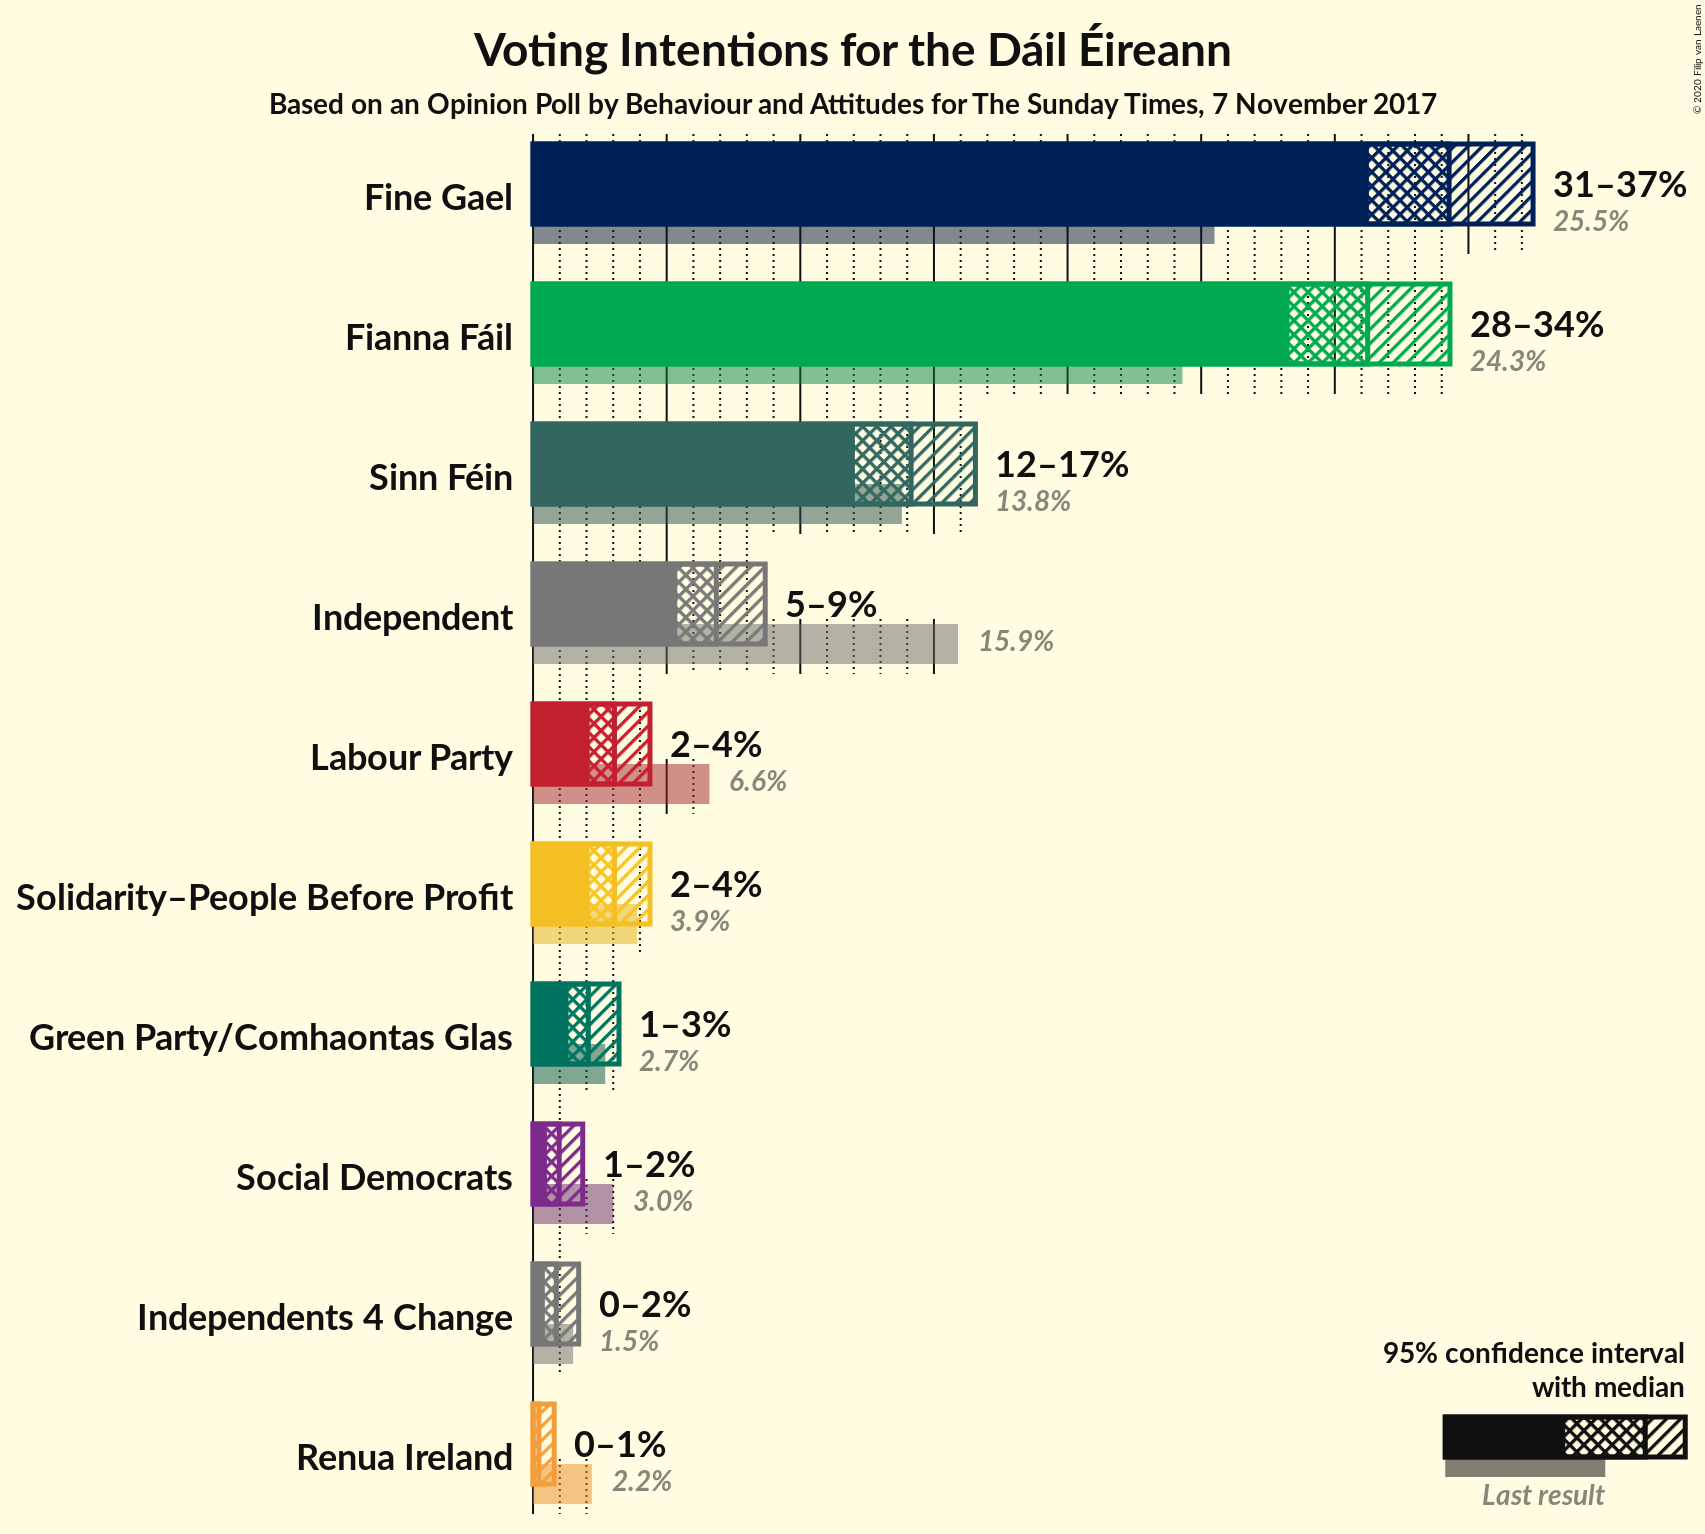 Voting Intentions for the Dáil Éireann
Based on an Opinion Poll by Behaviour and Attitudes for The Sunday Times, 7 November 2017
© 2020 Filip van Laenen
Fine Gael
31–37%
25.5%
Fianna Fáil
28–34%
24.3%
Sinn Féin
12–17%
13.8%
Independent
5–9%
15.9%
Labour Party
2–4%
6.6%
Solidarity–People Before Profit
2–4%
3.9%
Green Party/Comhaontas Glas
1–3%
2.7%
Social Democrats
1–2%
3.0%
Independents 4 Change
0–2%
1.5%
Renua Ireland
0–1%
2.2%
95% confidence interval
with median
Last result